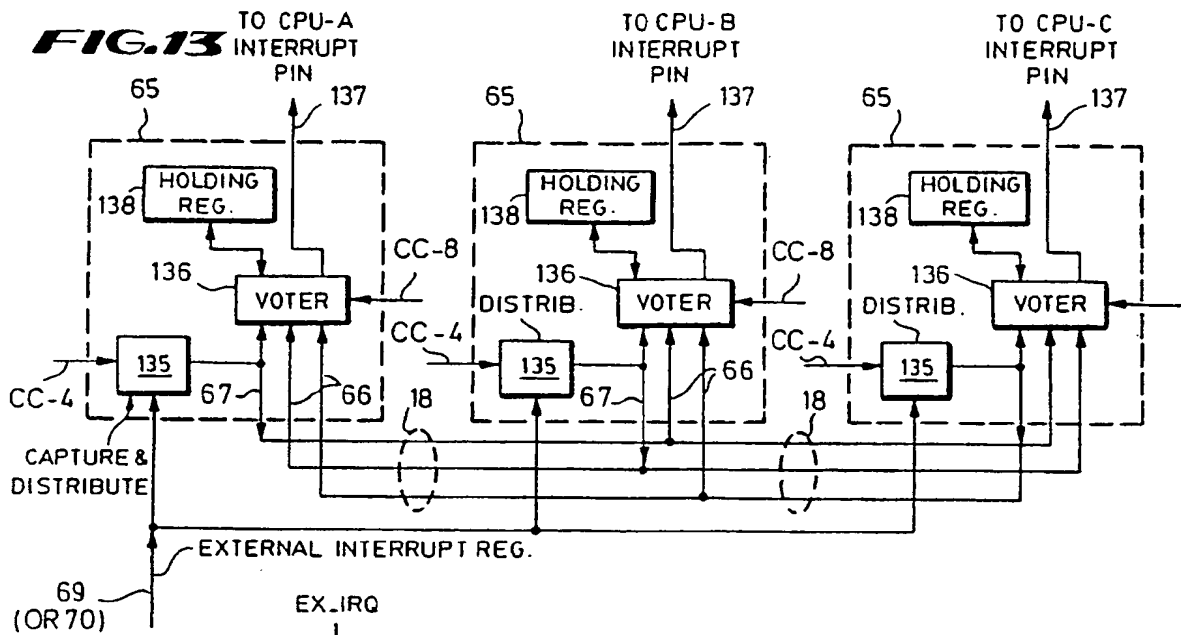 FIG.13
TO CPU-A
INTERRUPT
PIN
TO CPU-B
INTERRUPT
PIN
TO CPU-C
INTERRUPT
PIN
65
137
65
137
65
137
HOLDING
REG.
138
HOLDING
REG.
138
HOLDING
REG.
138
136
VOTER
CC-8
136
VOTER
CC-8
136
VOTER
DISTRIB.
DISTRIB.
CC-4
135
CC-4
135
CC-4
135
67
66
67
66
18
18
CAPTURE &
DISTRIBUTE
EXTERNAL INTERRUPT REG.
69
(OR 70)
EX_IRQ